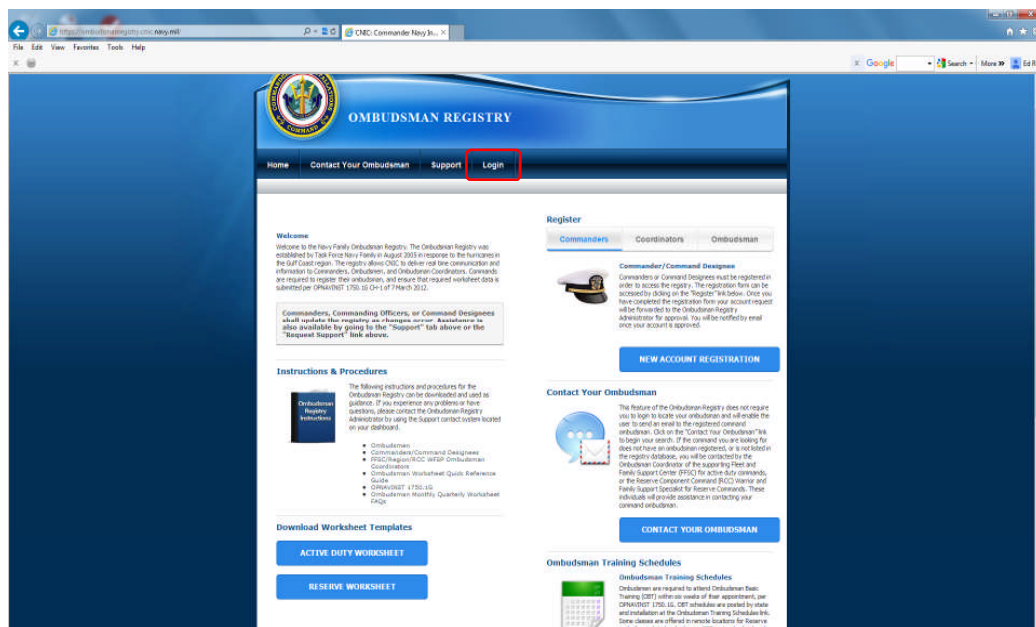 https://ombudsmanregistry.cnic.navy.mil/
CNIC: Commander Navy In...
File Edit View Favorites Tools Help
x Google Search More >> Ed R
COMMAND
OMBUDSMAN REGISTRY
Home Contact Your Ombudsman Support Login
Welcome
Welcome to the Navy Family Ombudsman Registry. The Ombudsman Registry was
established by Task Force Navy Family in August 2005 in response to the hurricanes in
the Gulf Coast region. The registry allows CNIC to deliver real time communication and
information to Commanders, Ombudsmen, and Ombudsman Coordinators. Commands
are required to register their ombudsman, and ensure that required worksheet data is
submitted per OPNAVINST 1750.1G CH-1 of 7 March 2012.
Commanders, Commanding Officers, or Command Designees
shall update the registry as changes occur. Assistance is
also available by going to the "Support" tab above or the
"Request Support" link above.
Instructions & Procedures
Ombudsman
Registry
Instructions
The following instructions and procedures for the
Ombudsman Registry can be downloaded and used as
guidance. If you experience any problems or have
questions, please contact the Ombudsman Registry
Administrator by using the Support contact system located
on your dashboard.
Ombudsmen
Commanders/Command Designees
FFSC/Region/RCC WFSP Ombudsman
Coordinators
Ombudsman Worksheet Quick Reference
Guide
OPNAVINST 1750.1G
Ombudsman Monthly Quarterly Worksheet
FAQs
Download Worksheet Templates
ACTIVE DUTY WORKSHEET
RESERVE WORKSHEET
Register
Commanders Coordinators Ombudsman
Commander/Command Designee
Commanders or Command Designees must be registered in
order to access the registry. The registration form can be
accessed by clicking on the "Register" link below. Once you
have completed the registration form your account request
will be forwarded to the Ombudsman Registry
Administrator for approval. You will be notified by email
once your account is approved.
NEW ACCOUNT REGISTRATION
Contact Your Ombudsman
This feature of the Ombudsman Registry does not require
you to login to locate your ombudsman and will enable the
user to send an email to the registered command
ombudsman. Click on the "Contact Your Ombudsman" link
to begin your search. If the command you are looking for
does not have an ombudsman registered, or is not listed in
the registry database, you will be contacted by the
Ombudsman Coordinator of the supporting Fleet and
Family Support Center (FFSC) for active duty commands,
or the Reserve Component Command (RCC) Warrior and
Family Support Specialist for Reserve Commands. These
individuals will provide assistance in contacting your
command ombudsman.
CONTACT YOUR OMBUDSMAN
Ombudsman Training Schedules
Ombudsman Training Schedules
Ombudsmen are required to attend Ombudsman Basic
Training (OBT) within six weeks of their appointment, per
OPNAVINST 1750.1G. OBT schedules are posted by state
and installation at the Ombudsman Training Schedules link.
Some classes are offered in remote locations for Reserve